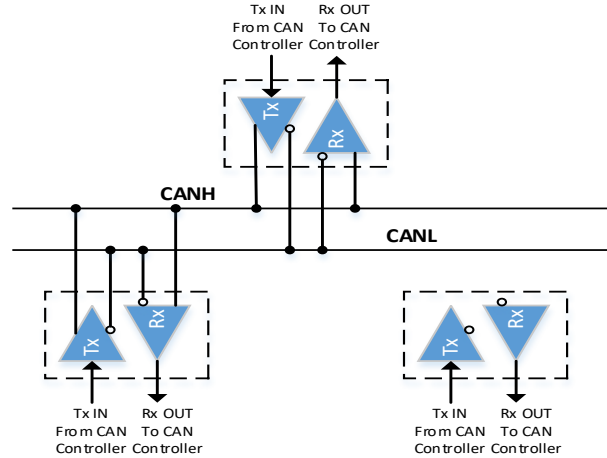 Tx IN
From CAN
Controller
Rx OUT
To CAN
Controller
Tx
Rx
CANH
CANL
Tx
Rx
Tx
Rx
Tx IN
From CAN
Controller
Rx OUT
To CAN
Controller
Tx IN
From CAN
Controller
Rx OUT
To CAN
Controller